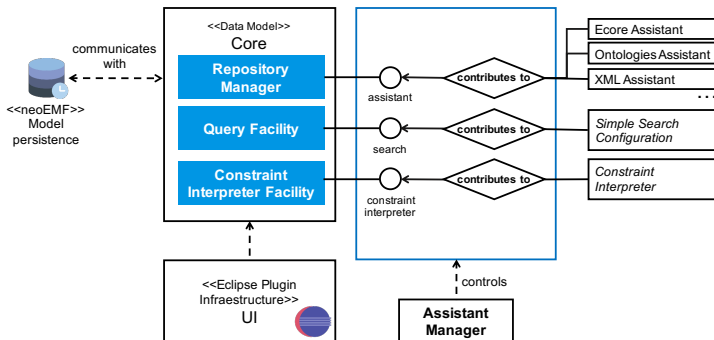 communicates
with
<<neoEMF>>
Model
persistence
<<Data Model>>
Core
Repository
Manager
Query Facility
Constraint
Interpreter Facility
<<Eclipse Plugin
Infraestructure>>
UI
assistant
search
constraint
interpreter
contributes to
contributes to
contributes to
controls
Assistant
Manager
Ecore Assistant
Ontologies Assistant
XML Assistant
...
Simple Search
Configuration
Constraint
Interpreter